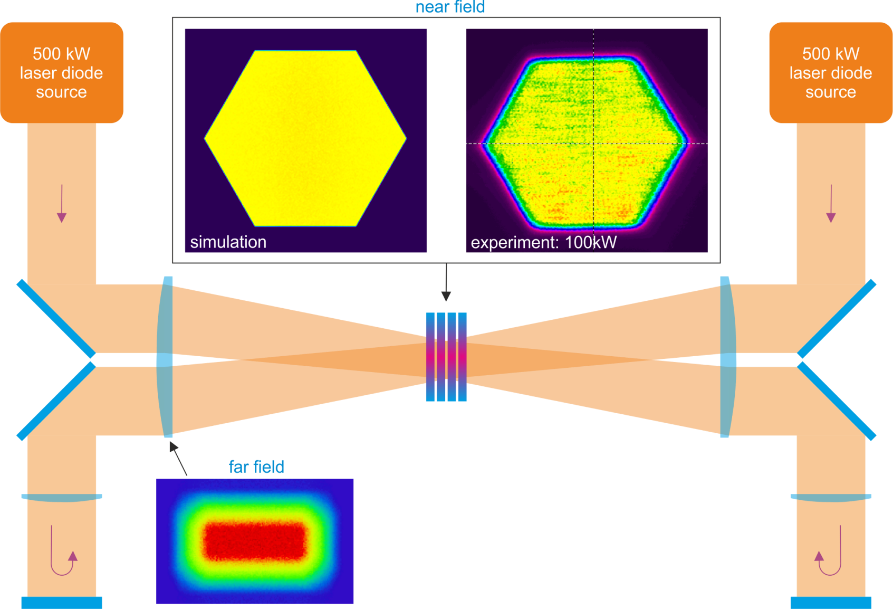 near field
500 kW
laser diode
source
500 kW
laser diode
source
simulation
experiment: 100kW
far field